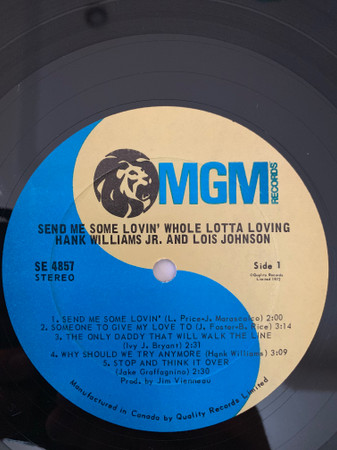 MGM
RECORDS
SEND ME SOME LOVIN' WHOLE LOTTA LOVING
HANK WILLIAMS JR. AND LOIS JOHNSON
SE 4857
STEREO
Side 1
©Quality Records
Limited 1972
1. SEND ME SOME LOVIN' (L. Price-J. Marascalco) 2:00
2. SOMEONE TO GIVE MY LOVE TO (J. Foster-B. Rice) 3:14
3. THE ONLY DADDY THAT WILL WALK THE LINE
(Ivy J. Bryant) 2:31
4. WHY SHOULD WE TRY ANYMORE (Hank Williams) 3:09
5. STOP AND THINK IT OVER
(Jake Graffagnino) 2:30
Prod. by Jim Vienneau
Manufactured in Canada by Quality Records Limited